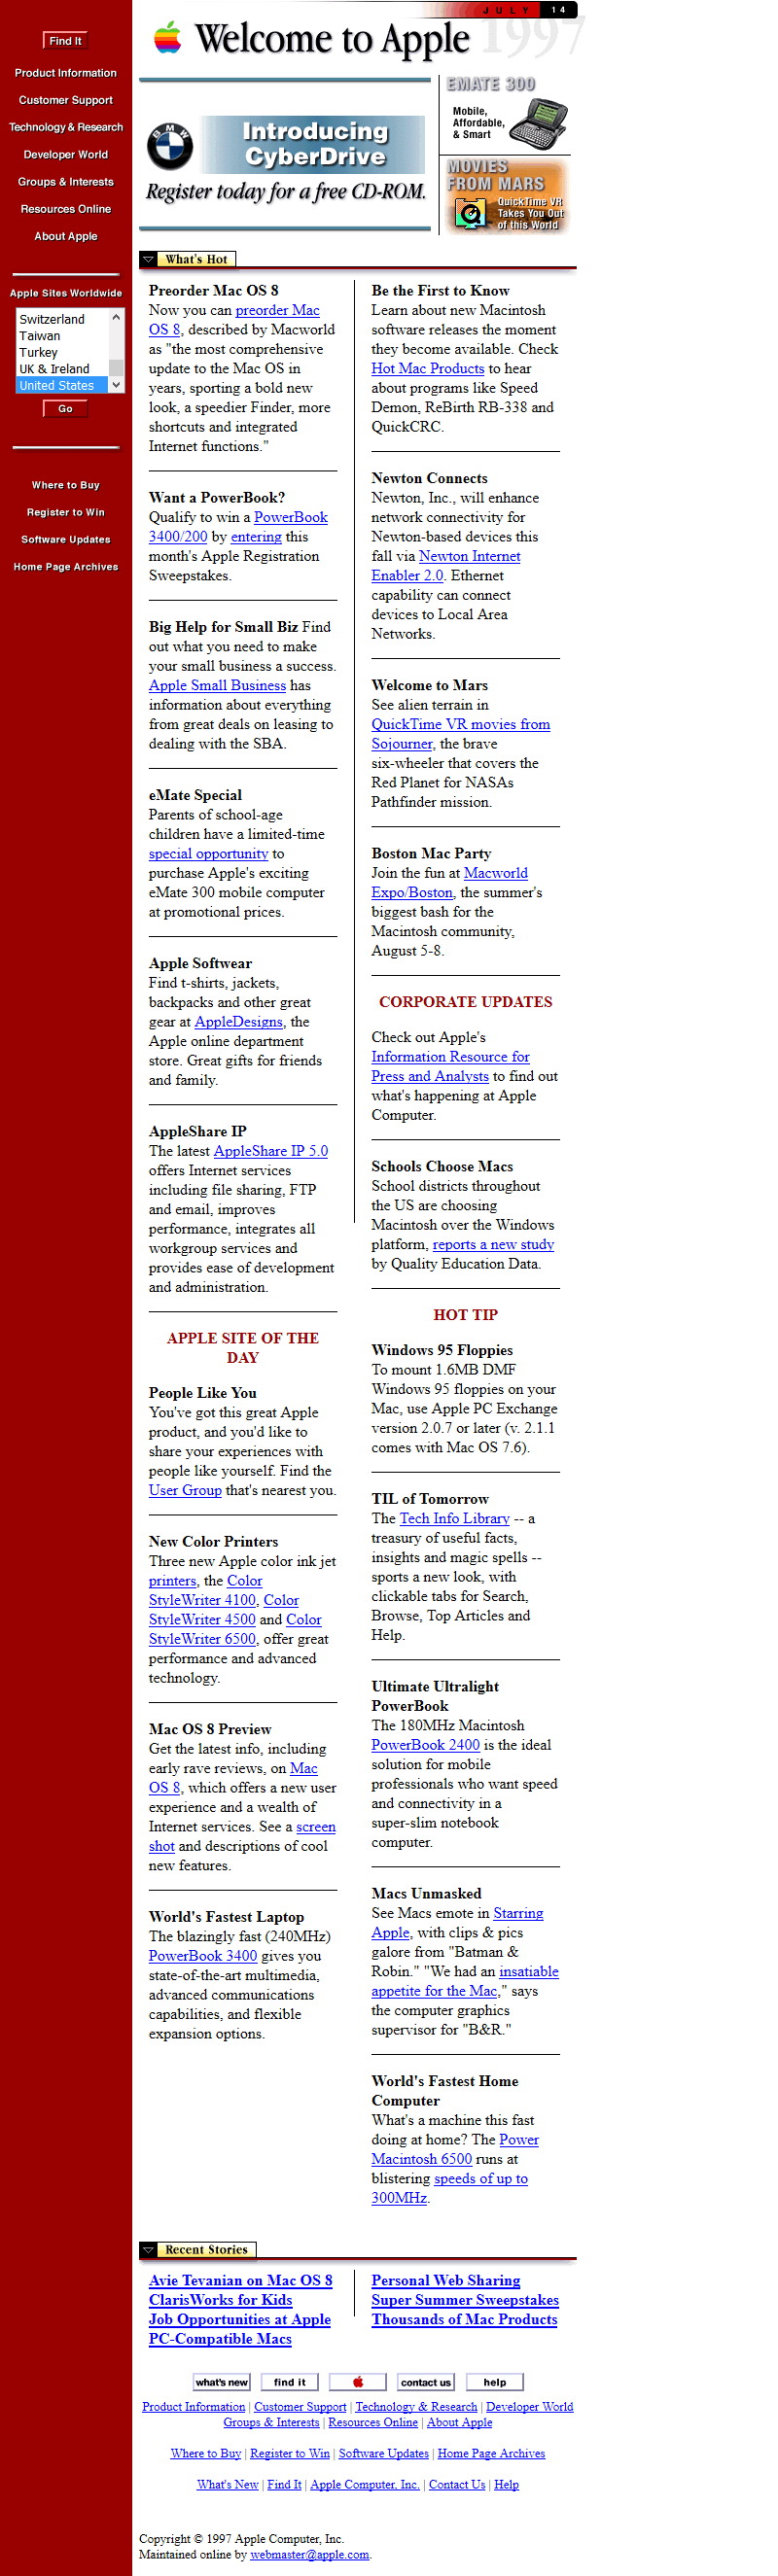 JULY 14
1997
Welcome to Apple
Find It
Product Information
Customer Support
Technology & Research
Developer World
Groups & Interests
Resources Online
About Apple
Apple Sites Worldwide
Switzerland
Taiwan
Turkey
UK & Ireland
United States
Go
Where to Buy
Register to Win
Software Updates
Home Page Archives
BMW
Introducing
CyberDrive
Register today for a free CD-ROM.
EMATE 300
Mobile,
Affordable,
& Smart
MOVIES
FROM MARS
QuickTime VR
Takes You Out
of this World
What's Hot
Preorder Mac OS 8
Now you can preorder Mac
OS 8, described by Macworld
as "the most comprehensive
update to the Mac OS in
years, sporting a bold new
look, a speedier Finder, more
shortcuts and integrated
Internet functions."
Want a PowerBook?
Qualify to win a PowerBook
3400/200 by entering this
month's Apple Registration
Sweepstakes.
Big Help for Small Biz Find
out what you need to make
your small business a success.
Apple Small Business has
information about everything
from great deals on leasing to
dealing with the SBA.
eMate Special
Parents of school-age
children have a limited-time
special opportunity to
purchase Apple's exciting
eMate 300 mobile computer
at promotional prices.
Apple Softwear
Find t-shirts, jackets,
backpacks and other great
gear at AppleDesigns, the
Apple online department
store. Great gifts for friends
and family.
AppleShare IP
The latest AppleShare IP 5.0
offers Internet services
including file sharing, FTP
and email, improves
performance, integrates all
workgroup services and
provides ease of development
and administration.
APPLE SITE OF THE
DAY
People Like You
You've got this great Apple
product, and you'd like to
share your experiences with
people like yourself. Find the
User Group that's nearest you.
New Color Printers
Three new Apple color ink jet
printers, the Color
StyleWriter 4100, Color
StyleWriter 4500 and Color
StyleWriter 6500, offer great
performance and advanced
technology.
Mac OS 8 Preview
Get the latest info, including
early rave reviews, on Mac
OS 8, which offers a new user
experience and a wealth of
Internet services. See a screen
shot and descriptions of cool
new features.
World's Fastest Laptop
The blazingly fast (240MHz)
PowerBook 3400 gives you
state-of-the-art multimedia,
advanced communications
capabilities, and flexible
expansion options.
Be the First to Know
Learn about new Macintosh
software releases the moment
they become available. Check
Hot Mac Products to hear
about programs like Speed
Demon, ReBirth RB-338 and
QuickCRC.
Newton Connects
Newton, Inc., will enhance
network connectivity for
Newton-based devices this
fall via Newton Internet
Enabler 2.0. Ethernet
capability can connect
devices to Local Area
Networks.
Welcome to Mars
See alien terrain in
QuickTime VR movies from
Sojourner, the brave
six-wheeler that covers the
Red Planet for NASAs
Pathfinder mission.
Boston Mac Party
Join the fun at Macworld
Expo/Boston, the summer's
biggest bash for the
Macintosh community,
August 5-8.
CORPORATE UPDATES
Check out Apple's
Information Resource for
Press and Analysts to find out
what's happening at Apple
Computer.
Schools Choose Macs
School districts throughout
the US are choosing
Macintosh over the Windows
platform, reports a new study
by Quality Education Data.
HOT TIP
Windows 95 Floppies
To mount 1.6MB DMF
Windows 95 floppies on your
Mac, use Apple PC Exchange
version 2.0.7 or later (v. 2.1.1
comes with Mac OS 7.6).
TIL of Tomorrow
The Tech Info Library -- a
treasury of useful facts,
insights and magic spells --
sports a new look, with
clickable tabs for Search,
Browse, Top Articles and
Help.
Ultimate Ultralight
PowerBook
The 180MHz Macintosh
PowerBook 2400 is the ideal
solution for mobile
professionals who want speed
and connectivity in a
super-slim notebook
computer.
Macs Unmasked
See Macs emote in Starring
Apple, with clips & pics
galore from "Batman &
Robin." "We had an insatiable
appetite for the Mac," says
the computer graphics
supervisor for "B&R."
World's Fastest Home
Computer
What's a machine this fast
doing at home? The Power
Macintosh 6500 runs at
blistering speeds of up to
300MHz.
Recent Stories
Avie Tevanian on Mac OS 8
ClarisWorks for Kids
Job Opportunities at Apple
PC-Compatible Macs
Personal Web Sharing
Super Summer Sweepstakes
Thousands of Mac Products
what's new find it contact us help
Product Information | Customer Support | Technology & Research | Developer World
Groups & Interests | Resources Online | About Apple
Where to Buy | Register to Win | Software Updates | Home Page Archives
What's New | Find It | Apple Computer, Inc. | Contact Us | Help
Copyright © 1997 Apple Computer, Inc.
Maintained online by webmaster@apple.com.